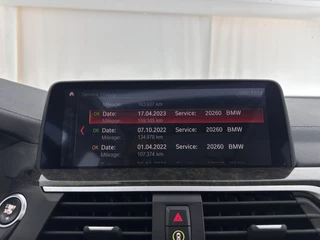 OK Date: 17.04.2023 Service: 20260 BMW
Mileage:
OK Date: 07.10.2022 Service: 20260 BMW
Mileage: 134.978 km
OK Date: 01.04.2022 Service: 20260 BMW
Mileage: 107.374 km